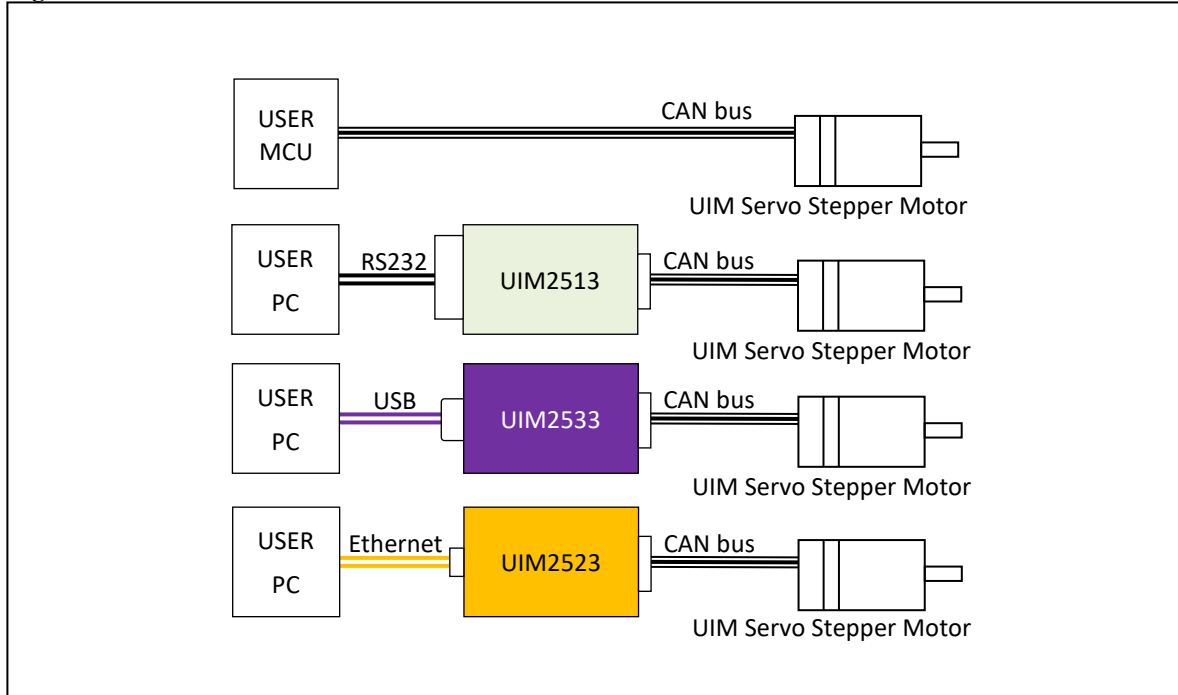 USER
MCU
CAN bus
UIM Servo Stepper Motor
USER
PC
RS232
UIM2513
CAN bus
UIM Servo Stepper Motor
USER
PC
USB
UIM2533
CAN bus
UIM Servo Stepper Motor
USER
PC
Ethernet
UIM2523
CAN bus
UIM Servo Stepper Motor